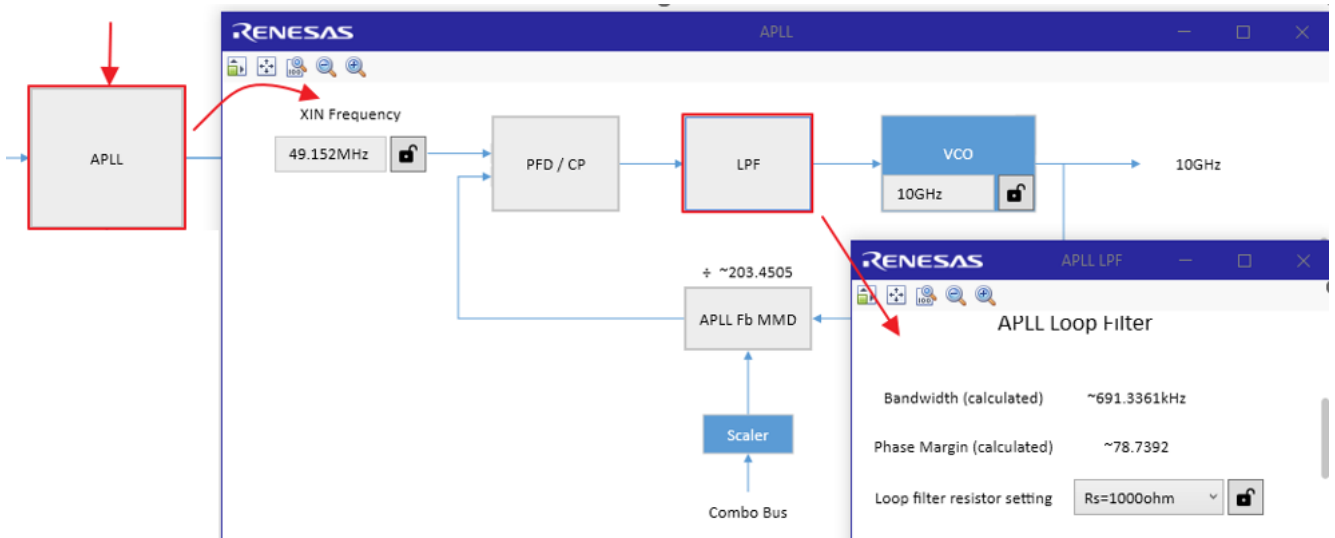 RENESAS
APLL
100
XIN Frequency
49.152MHz
APLL
PFD / CP
LPF
VCO
10GHz
10GHz
÷ ~203.4505
APLL Fb MMD
Scaler
Combo Bus
RENESAS
APLL LPF
100
APLL Loop Filter
Bandwidth (calculated) ~691.3361kHz
Phase Margin (calculated) ~78.7392
Loop filter resistor setting Rs=1000ohm